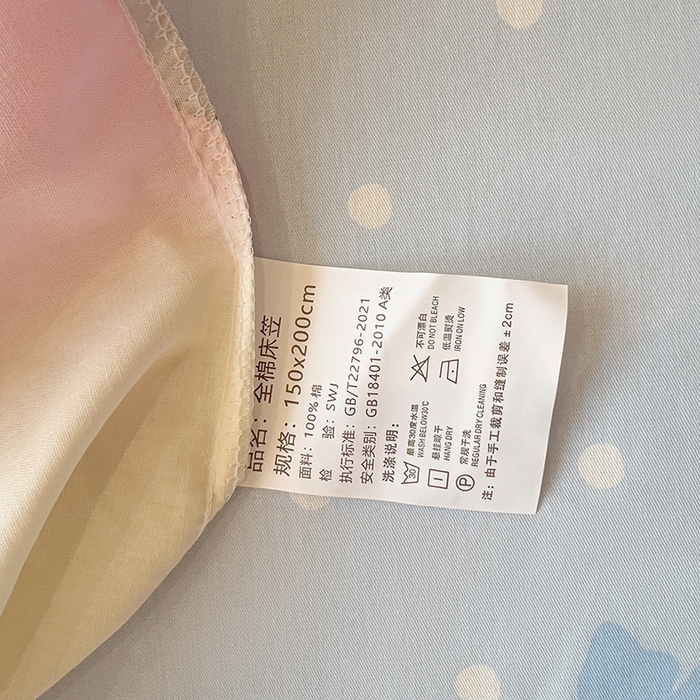 品名：全棉床笠
规格：150x200cm
面料：100% 棉
检 验：SWJ
执行标准：GB/T22796-2021
安全类别：GB18401-2010 A类
洗涤说明：
30 最高30度水温 不可漂白
WASH BELOW30℃ DO NOT BLEACH
悬挂晾干 低温熨烫
HANG DRY IRON ON LOW
P 常规干洗
REGULAR DRY CLEANING
注：由于手工裁剪和缝制误差 ± 2cm